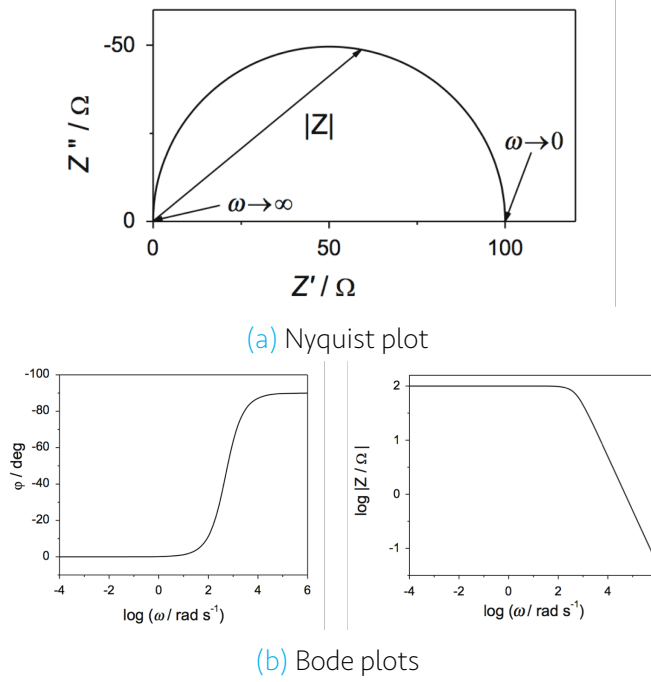 -50
Z'' / Ω
|Z|
ω→0
ω→∞
0
0 50 100
Z' / Ω
(a) Nyquist plot
-100
-80
-60
-40
-20
0
φ / deg
-4 -2 0 2 4 6
log (ω / rad s⁻¹)
2
1
0
-1
log |Z / Ω|
-4 -2 0 2 4
log (ω / rad s⁻¹)
(b) Bode plots